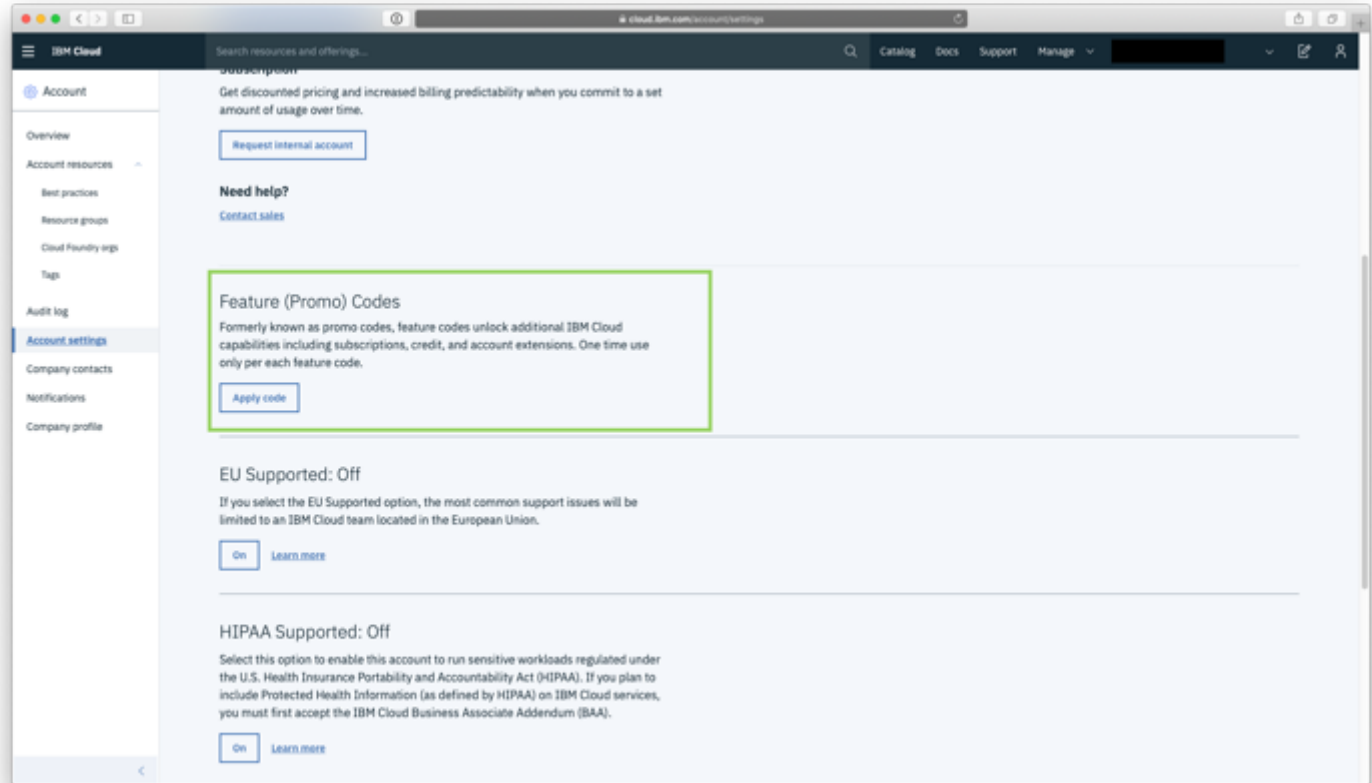 cloud.ibm.com/account/settings
IBM Cloud
Search resources and offerings...
Catalog Docs Support Manage
Account
Overview
Account resources
Best practices
Resource groups
Cloud Foundry orgs
Tags
Audit log
Account settings
Company contacts
Notifications
Company profile
Subscription
Get discounted pricing and increased billing predictability when you commit to a set
amount of usage over time.
Request internal account
Need help?
Contact sales
Feature (Promo) Codes
Formerly known as promo codes, feature codes unlock additional IBM Cloud
capabilities including subscriptions, credit, and account extensions. One time use
only per each feature code.
Apply code
EU Supported: Off
If you select the EU Supported option, the most common support issues will be
limited to an IBM Cloud team located in the European Union.
On Learn more
HIPAA Supported: Off
Select this option to enable this account to run sensitive workloads regulated under
the U.S. Health Insurance Portability and Accountability Act (HIPAA). If you plan to
include Protected Health Information (as defined by HIPAA) on IBM Cloud services,
you must first accept the IBM Cloud Business Associate Addendum (BAA).
On Learn more